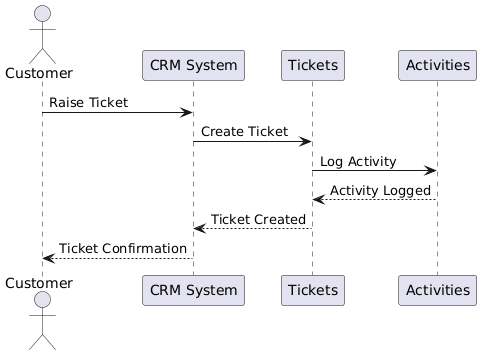 Customer
CRM System
Tickets
Activities
Raise Ticket
Create Ticket
Log Activity
Activity Logged
Ticket Created
Ticket Confirmation
Customer
CRM System
Tickets
Activities